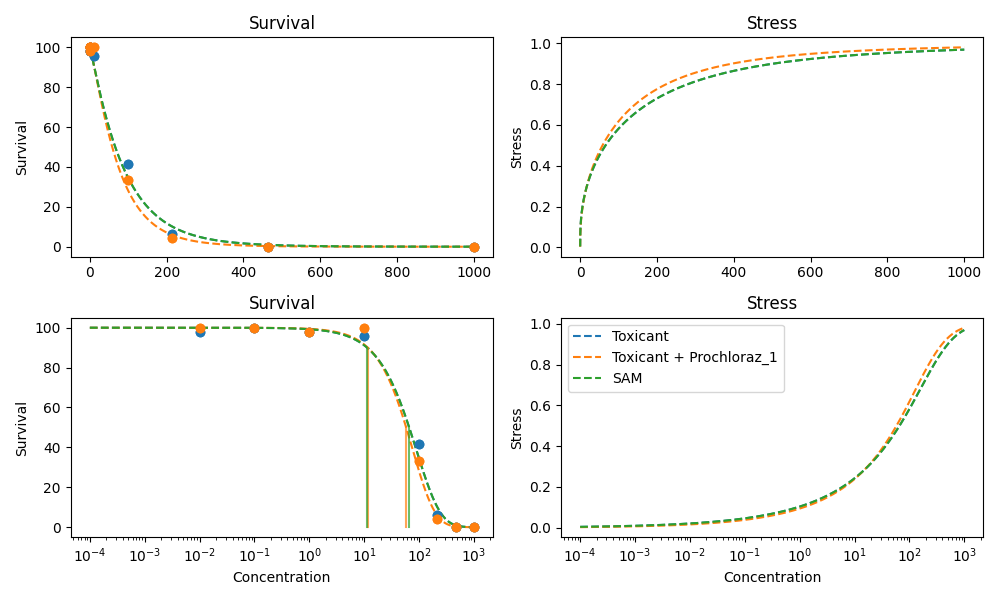 Survival
Stress
Survival
100
80
60
40
20
0
0 200 400 600 800 1000
Stress
1.0
0.8
0.6
0.4
0.2
0.0
0 200 400 600 800 1000
Survival
Stress
Survival
100
80
60
40
20
0
10⁻⁴ 10⁻³ 10⁻² 10⁻¹ 10⁰ 10¹ 10² 10³
Concentration
Stress
1.0
0.8
0.6
0.4
0.2
0.0
Toxicant
Toxicant + Prochloraz_1
SAM
10⁻⁴ 10⁻³ 10⁻² 10⁻¹ 10⁰ 10¹ 10² 10³
Concentration